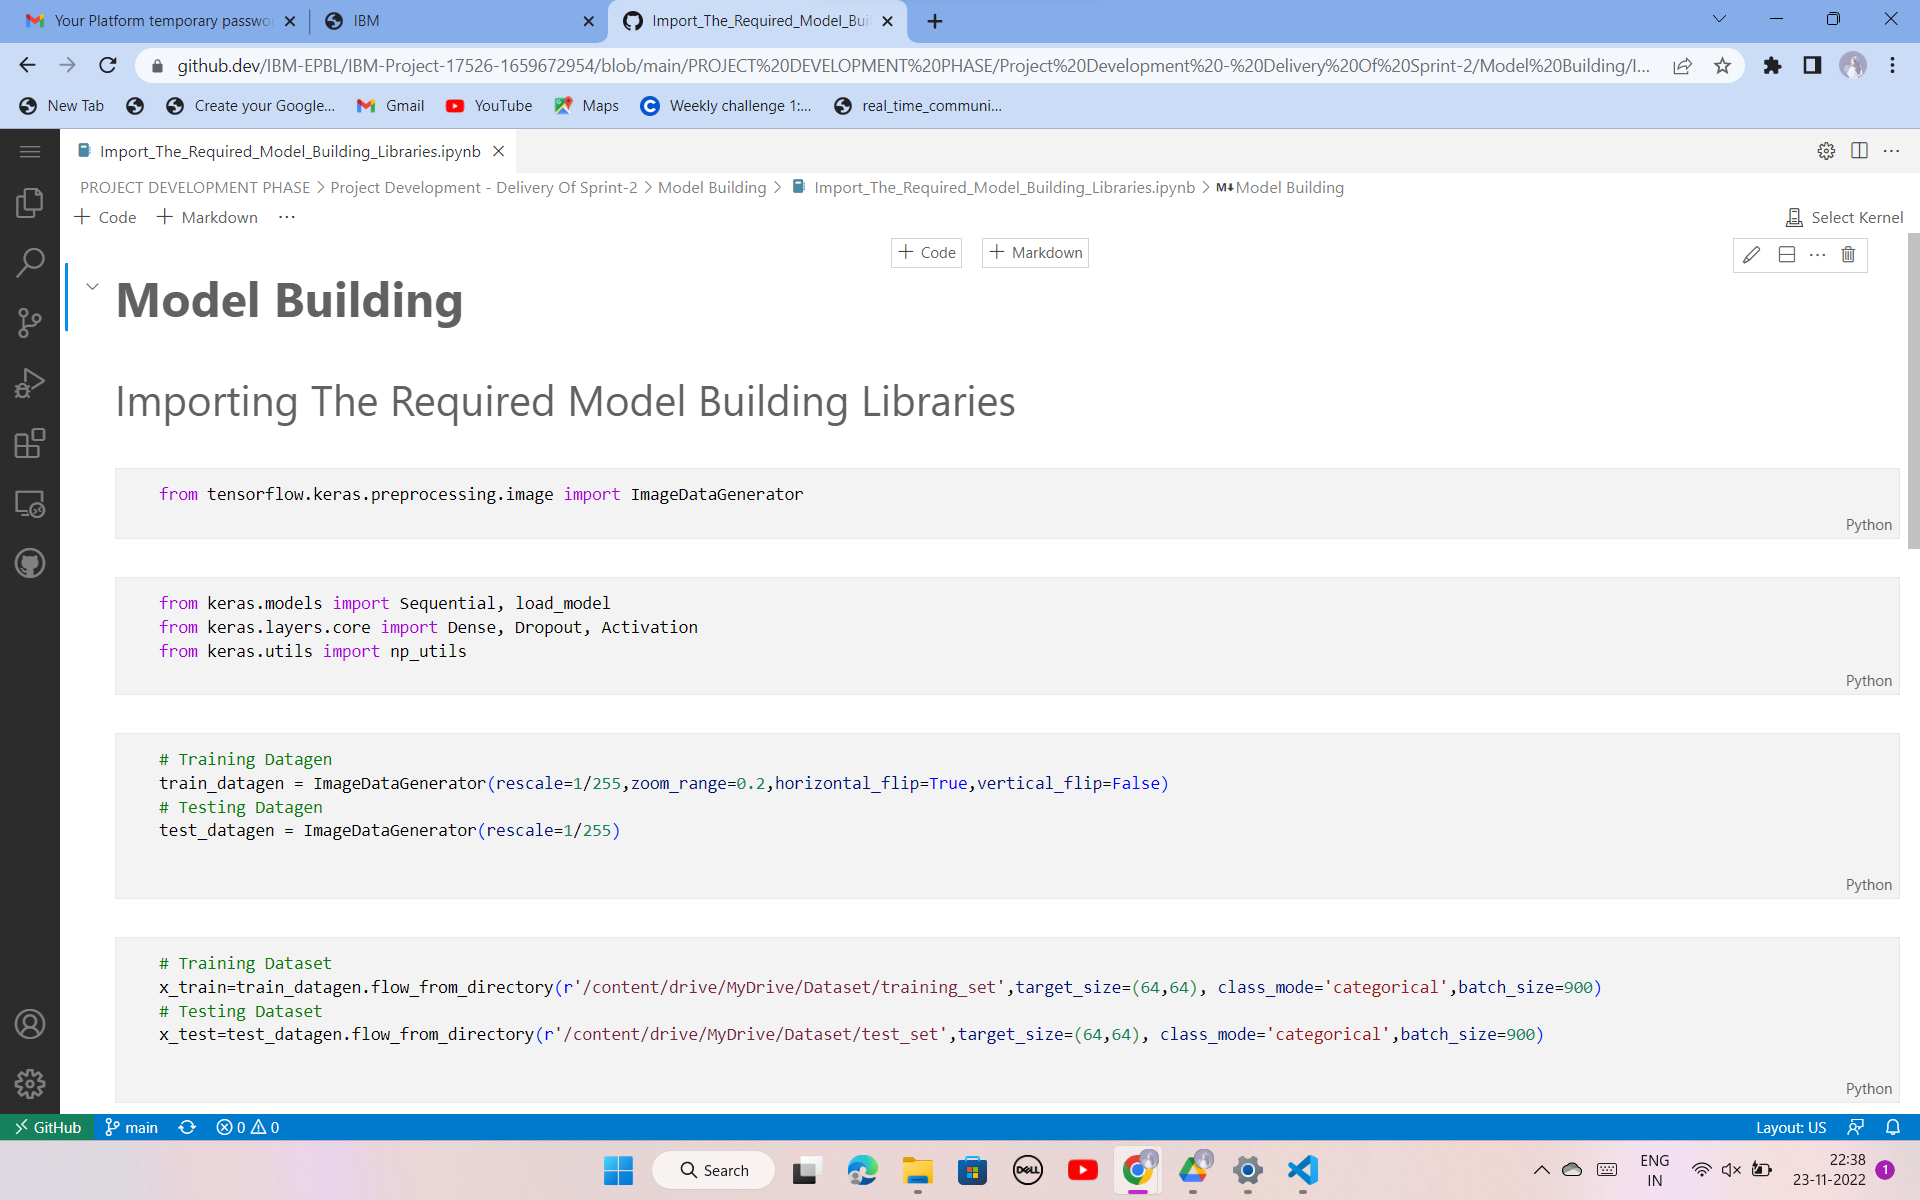 Your Platform temporary passwo
IBM
Import_The_Required_Model_Buil
github.dev/IBM-EPBL/IBM-Project-17526-1659672954/blob/main/PROJECT%20DEVELOPMENT%20PHASE/Project%20Development%20-%20Delivery%20Of%20Sprint-2/Model%20Building/I...
New Tab
Create your Google...
Gmail
YouTube
Maps
Weekly challenge 1:...
real_time_communi...
Import_The_Required_Model_Building_Libraries.ipynb
PROJECT DEVELOPMENT PHASE > Project Development - Delivery Of Sprint-2 > Model Building > Import_The_Required_Model_Building_Libraries.ipynb > M↓Model Building
+ Code + Markdown ...
Select Kernel
+ Code + Markdown
Model Building
Importing The Required Model Building Libraries
from tensorflow.keras.preprocessing.image import ImageDataGenerator
Python
from keras.models import Sequential, load_model
from keras.layers.core import Dense, Dropout, Activation
from keras.utils import np_utils
Python
# Training Datagen
train_datagen = ImageDataGenerator(rescale=1/255,zoom_range=0.2,horizontal_flip=True,vertical_flip=False)
# Testing Datagen
test_datagen = ImageDataGenerator(rescale=1/255)
Python
# Training Dataset
x_train=train_datagen.flow_from_directory(r'/content/drive/MyDrive/Dataset/training_set',target_size=(64,64), class_mode='categorical',batch_size=900)
# Testing Dataset
x_test=test_datagen.flow_from_directory(r'/content/drive/MyDrive/Dataset/test_set',target_size=(64,64), class_mode='categorical',batch_size=900)
Python
GitHub main 0 0
Layout: US
Search
DELL
ENG
IN
22:38
23-11-2022
1